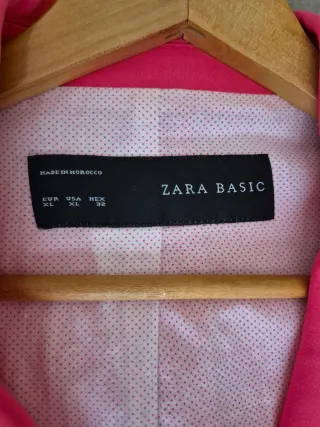 MADE IN MOROCCO
ZARA BASIC
EUR USA MEX
XL XL 32